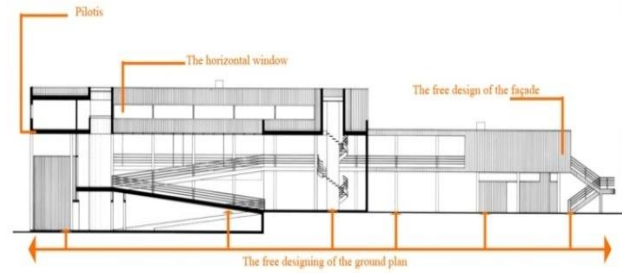 Pilotis
The horizontal window
The free design of the façade
The free designing of the ground plan